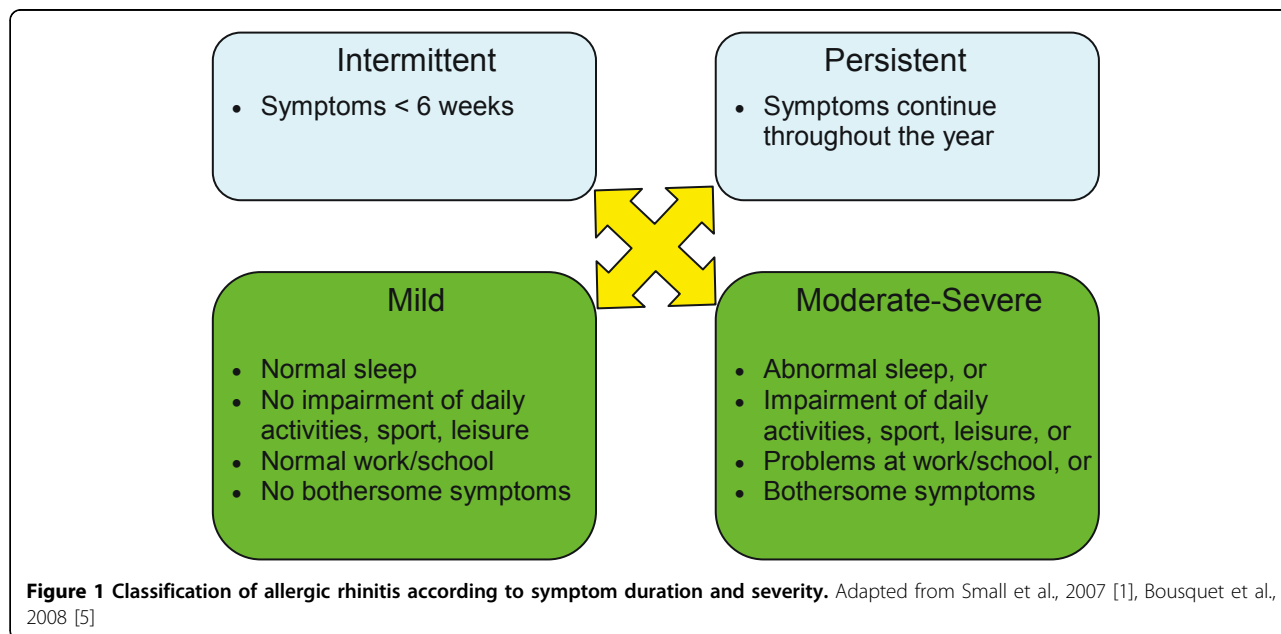 Intermittent
• Symptoms < 6 weeks
Persistent
• Symptoms continue
throughout the year
Mild
• Normal sleep
• No impairment of daily
activities, sport, leisure
• Normal work/school
• No bothersome symptoms
Moderate-Severe
• Abnormal sleep, or
• Impairment of daily
activities, sport, leisure, or
• Problems at work/school, or
• Bothersome symptoms
Figure 1 Classification of allergic rhinitis according to symptom duration and severity. Adapted from Small et al., 2007 [1], Bousquet et al.,
2008 [5]